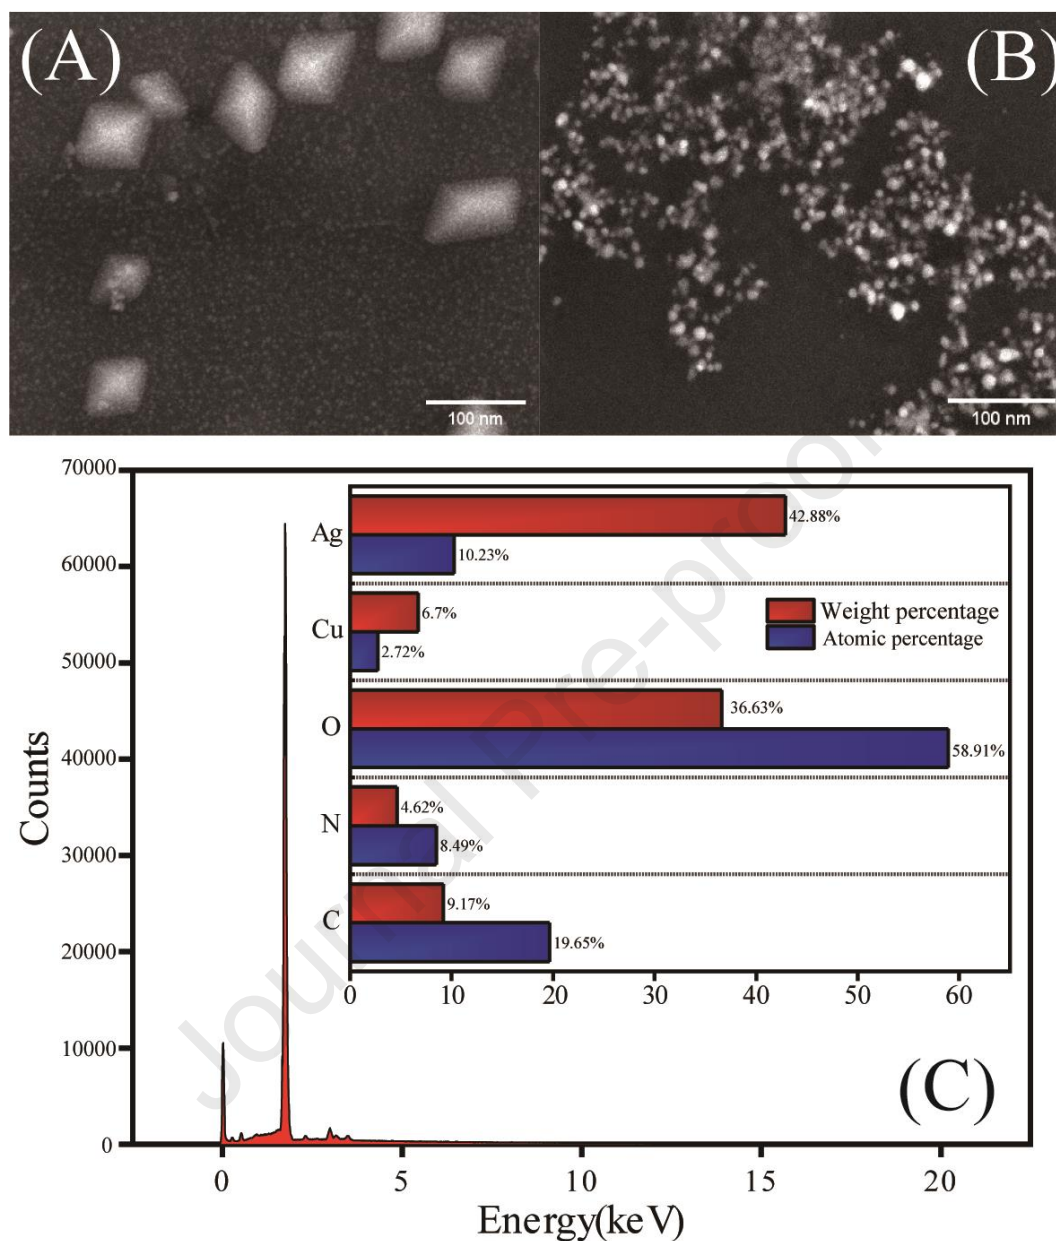 (A)
(B)
100 nm
100 nm
70000
60000
50000
40000
30000
20000
10000
0
Counts
Ag
42.88%
10.23%
Cu
6.7%
2.72%
Weight percentage
Atomic percentage
O
36.63%
58.91%
N
4.62%
8.49%
C
9.17%
19.65%
0 10 20 30 40 50 60
(C)
0 5 10 15 20
Energy(keV)
Journal Pre-proof